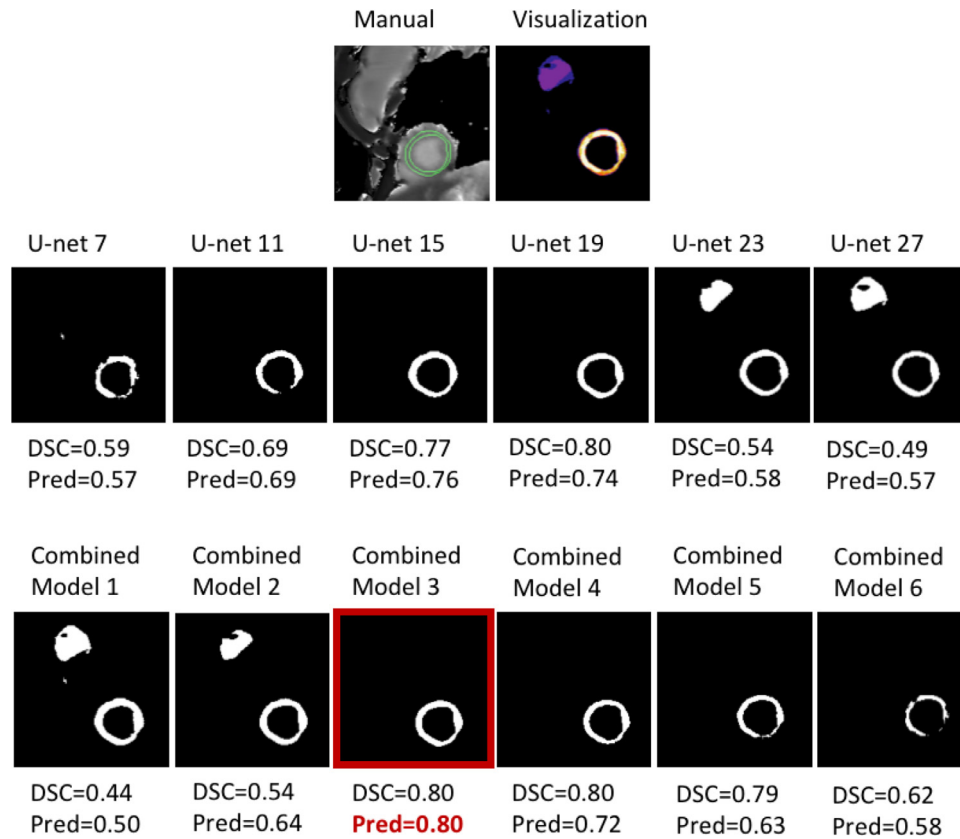 Manual Visualization
U-net 7 U-net 11 U-net 15 U-net 19 U-net 23 U-net 27
DSC=0.59 DSC=0.69 DSC=0.77 DSC=0.80 DSC=0.54 DSC=0.49
Pred=0.57 Pred=0.69 Pred=0.76 Pred=0.74 Pred=0.58 Pred=0.57
Combined Combined Combined Combined Combined Combined
Model 1 Model 2 Model 3 Model 4 Model 5 Model 6
DSC=0.44 DSC=0.54 DSC=0.80 DSC=0.80 DSC=0.79 DSC=0.62
Pred=0.50 Pred=0.64 Pred=0.80 Pred=0.72 Pred=0.63 Pred=0.58